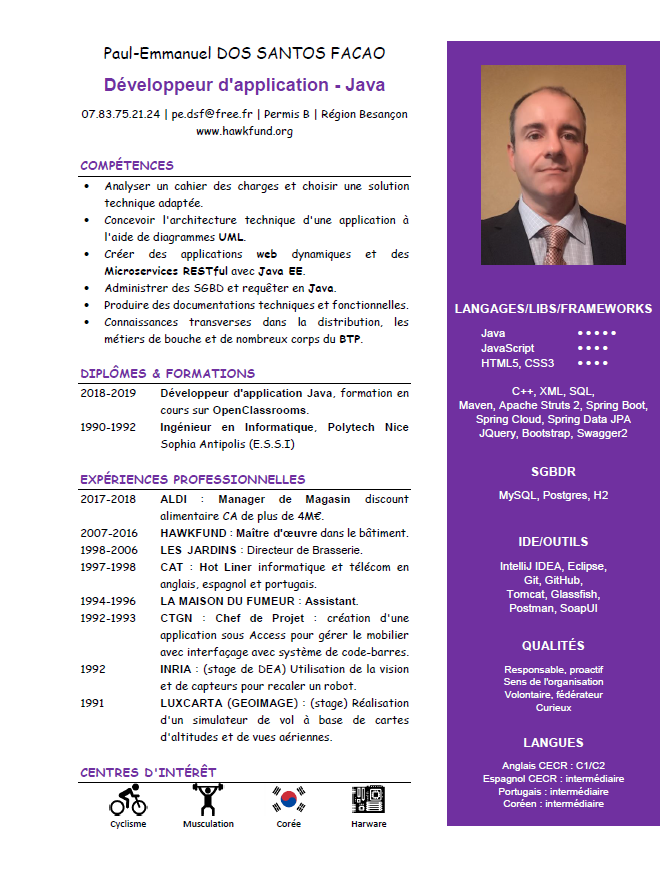 Paul-Emmanuel DOS SANTOS FACAO
Développeur d'application - Java
07.83.75.21.24 | pe.dsf@free.fr | Permis B | Région Besançon
www.hawkfund.org
COMPÉTENCES
• Analyser un cahier des charges et choisir une solution
technique adaptée.
• Concevoir l'architecture technique d'une application à
l'aide de diagrammes UML.
• Créer des applications web dynamiques et des
Microservices RESTful avec Java EE.
• Administrer des SGBD et requêter en Java.
• Produire des documentations techniques et fonctionnelles.
• Connaissances transverses dans la distribution, les
métiers de bouche et de nombreux corps du BTP.
DIPLÔMES & FORMATIONS
2018-2019 Développeur d'application Java, formation en
cours sur OpenClassrooms.
1990-1992 Ingénieur en Informatique, Polytech Nice
Sophia Antipolis (E.S.S.I)
EXPÉRIENCES PROFESSIONNELLES
2017-2018 ALDI : Manager de Magasin discount
alimentaire CA de plus de 4M€.
2007-2016 HAWKFUND : Maître d'œuvre dans le bâtiment.
1998-2006 LES JARDINS : Directeur de Brasserie.
1997-1998 CAT : Hot Liner informatique et télécom en
anglais, espagnol et portugais.
1994-1996 LA MAISON DU FUMEUR : Assistant.
1992-1993 CTGN : Chef de Projet : création d'une
application sous Access pour gérer le mobilier
avec interfaçage avec système de code-barres.
1992 INRIA : (stage de DEA) Utilisation de la vision
et de capteurs pour recaler un robot.
1991 LUXCARTA (GEOIMAGE) : (stage) Réalisation
d'un simulateur de vol à base de cartes
d'altitudes et de vues aériennes.
CENTRES D'INTÉRÊT
Cyclisme Musculation Corée Harware
LANGAGES/LIBS/FRAMEWORKS
Java • • • • •
JavaScript • • • •
HTML5, CSS3 • • • •
C++, XML, SQL,
Maven, Apache Struts 2, Spring Boot,
Spring Cloud, Spring Data JPA
JQuery, Bootstrap, Swagger2
SGBDR
MySQL, Postgres, H2
IDE/OUTILS
IntelliJ IDEA, Eclipse,
Git, GitHub,
Tomcat, Glassfish,
Postman, SoapUI
QUALITÉS
Responsable, proactif
Sens de l'organisation
Volontaire, fédérateur
Curieux
LANGUES
Anglais CECR : C1/C2
Espagnol CECR : intermédiaire
Portugais : intermédiaire
Coréen : intermédiaire